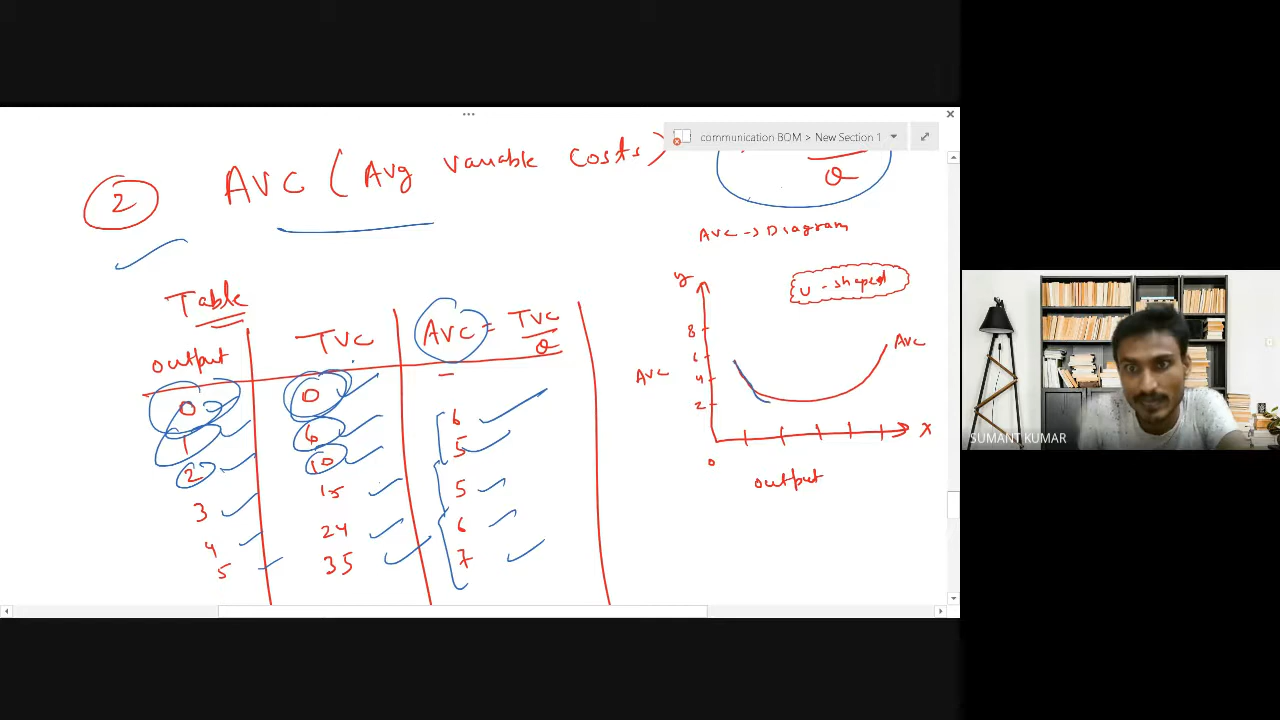 communication BOM > New Section 1
2 AVC (Avg variable costs)
Q
AVC → Diagram
Table
output TVC AVC = TVC/Q
0 0 -
1 6 6
2 10 5
3 15 5
4 24 6
5 35 7
y
U-shaped
8
6
4
2
AVC
AVC
x
0
output
SUMANT KUMAR